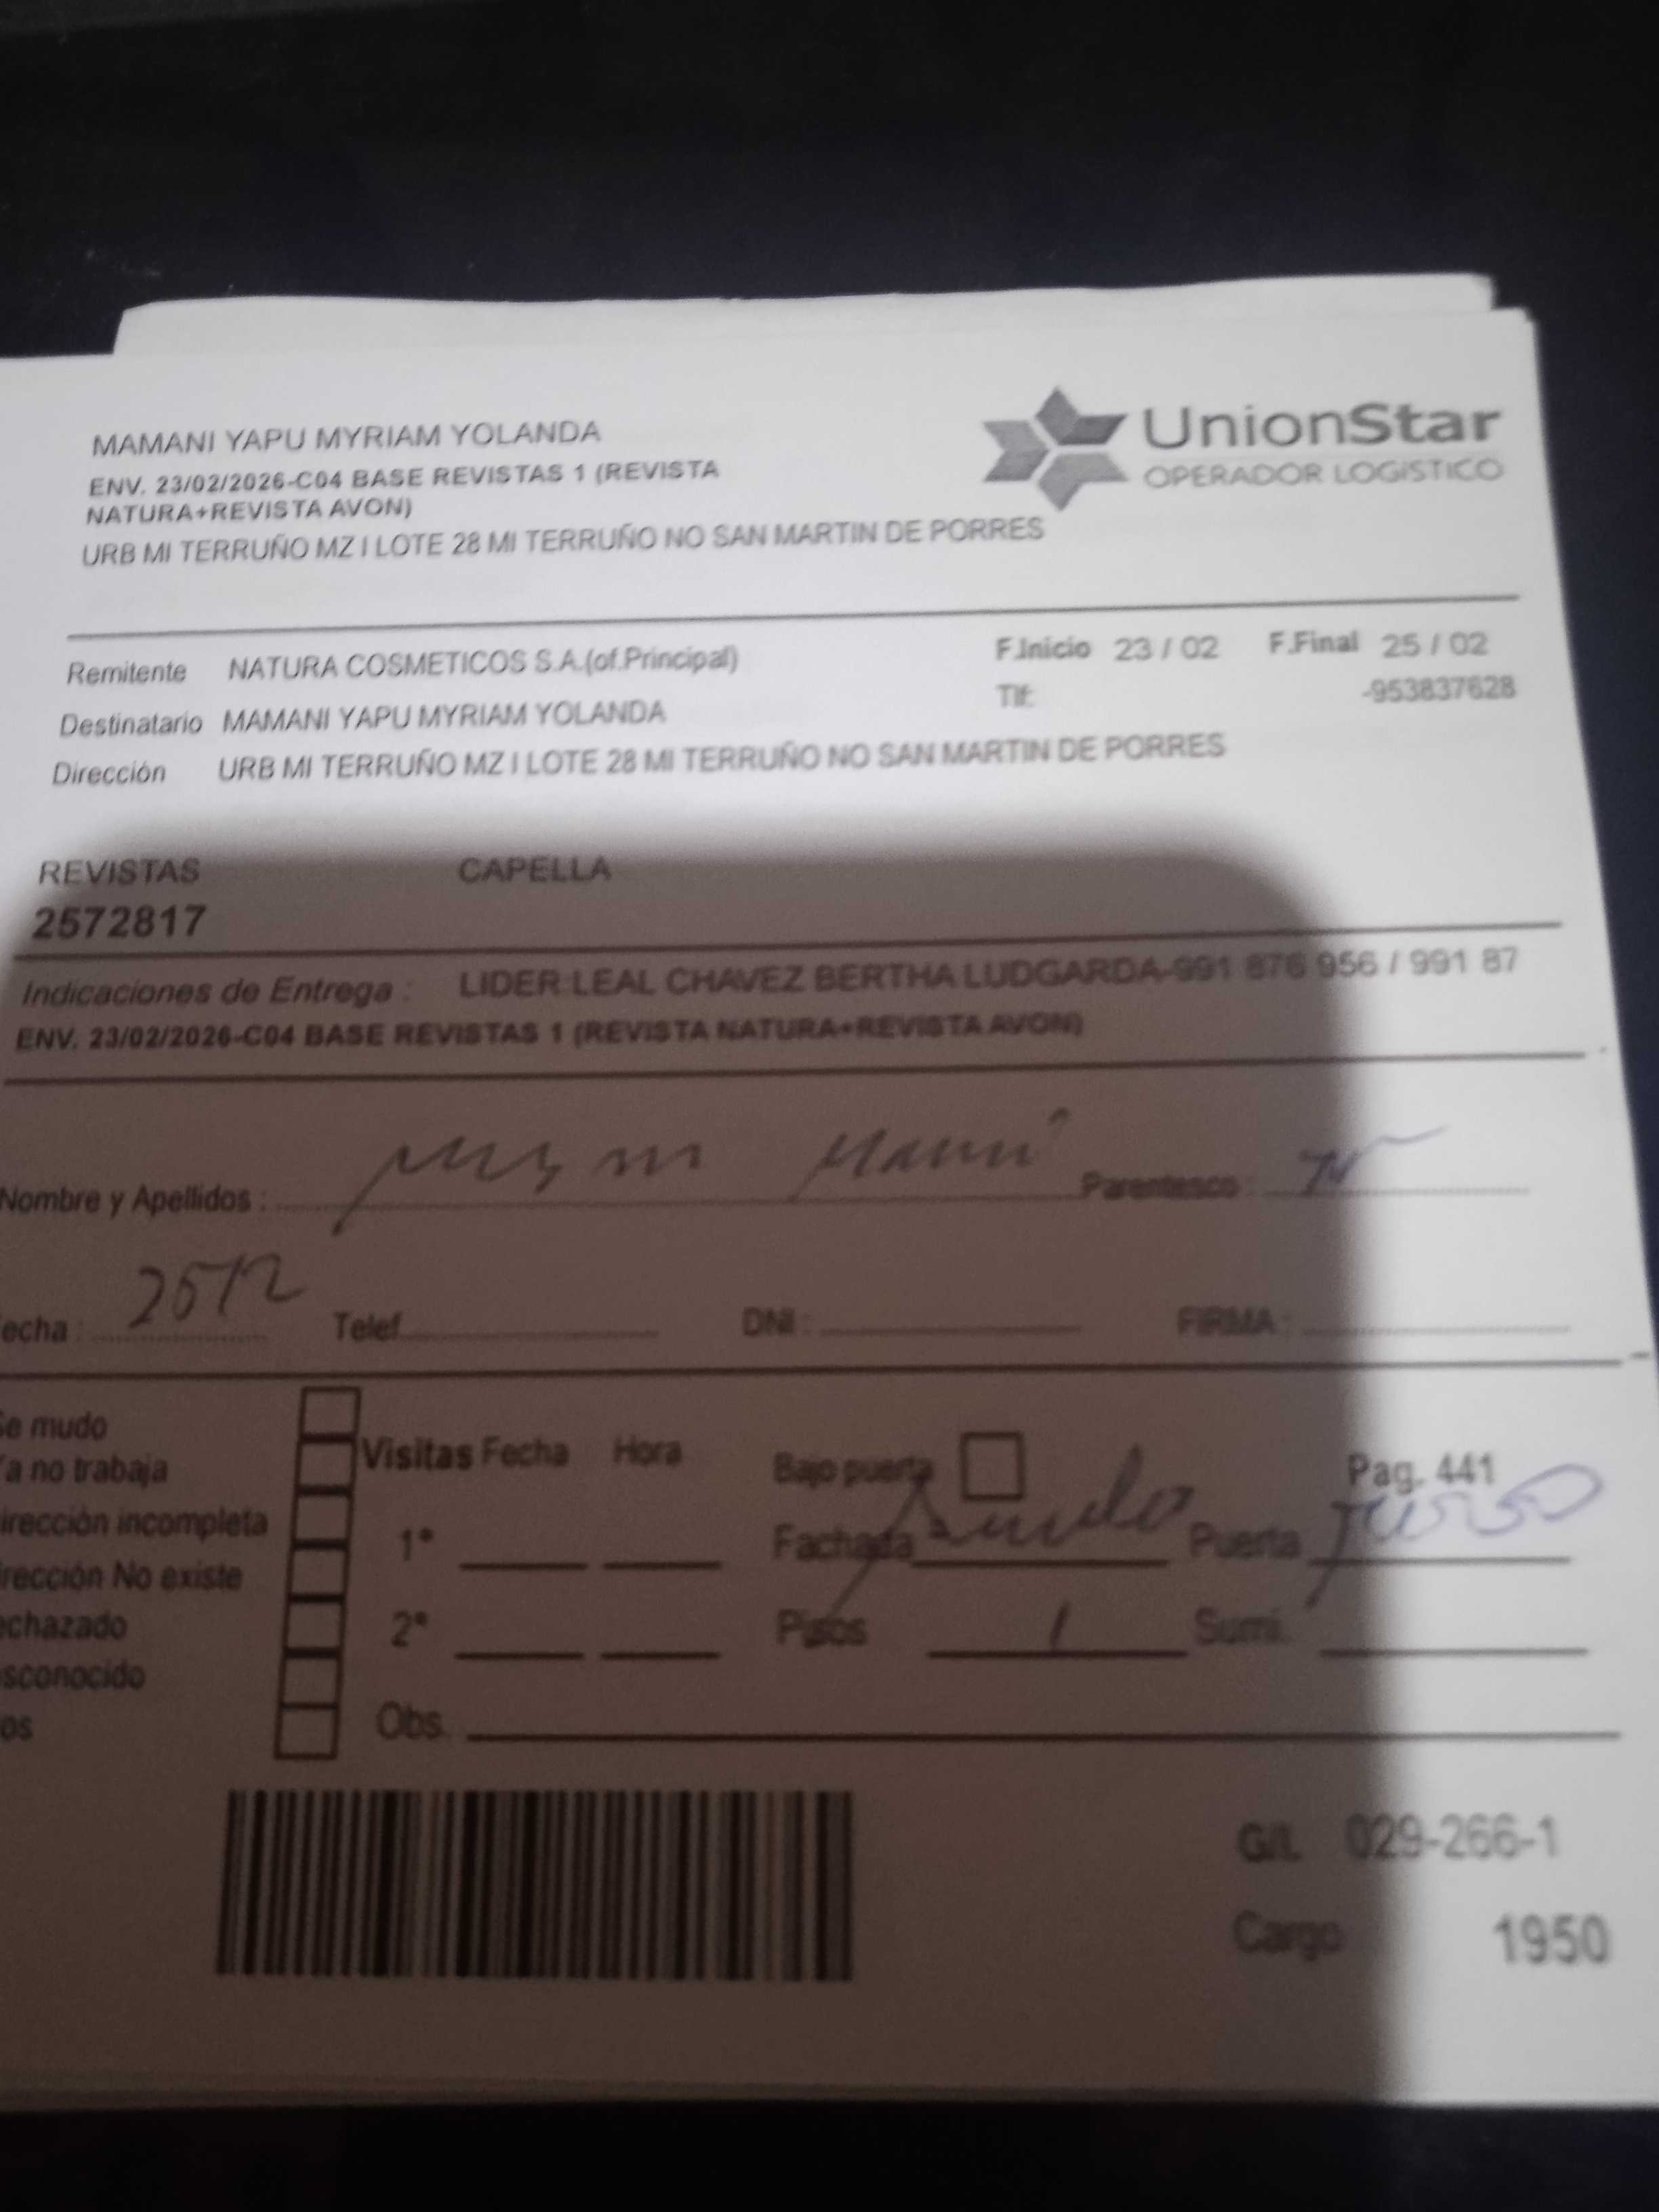 MAMANI YAPU MYRIAM YOLANDA
UnionStar
OPERADOR LOGÍSTICO
ENV. 23/02/2026-C04 BASE REVISTAS 1 (REVISTA
NATURA+REVISTA AVON)
URB MI TERRUÑO MZ I LOTE 28 MI TERRUÑO NO SAN MARTIN DE PORRES
Remitente NATURA COSMETICOS S.A.(of.Principal) F.Inicio 23 / 02 F.Final 25 / 02
Destinatario MAMANI YAPU MYRIAM YOLANDA Tlf: -953837628
Dirección URB MI TERRUÑO MZ I LOTE 28 MI TERRUÑO NO SAN MARTIN DE PORRES
REVISTAS CAPELLA
2572817
Indicaciones de Entrega : LIDER:LEAL CHAVEZ BERTHA LUDGARDA-991 876 956 / 991 87
ENV. 23/02/2026-C04 BASE REVISTAS 1 (REVISTA NATURA+REVISTA AVON)
Nombre y Apellidos : Parentesco :
echa : 25/2 Telef. DNI : FIRMA :
Se mudo
Ya no trabaja Visitas Fecha Hora Bajo puerta Pag. 441
irección incompleta 1° Fachada Puerta
irección No existe
echazado 2° Pisos 1 Sumi.
sconocido
os Obs.
G/L 029-266-1
Cargo 1950